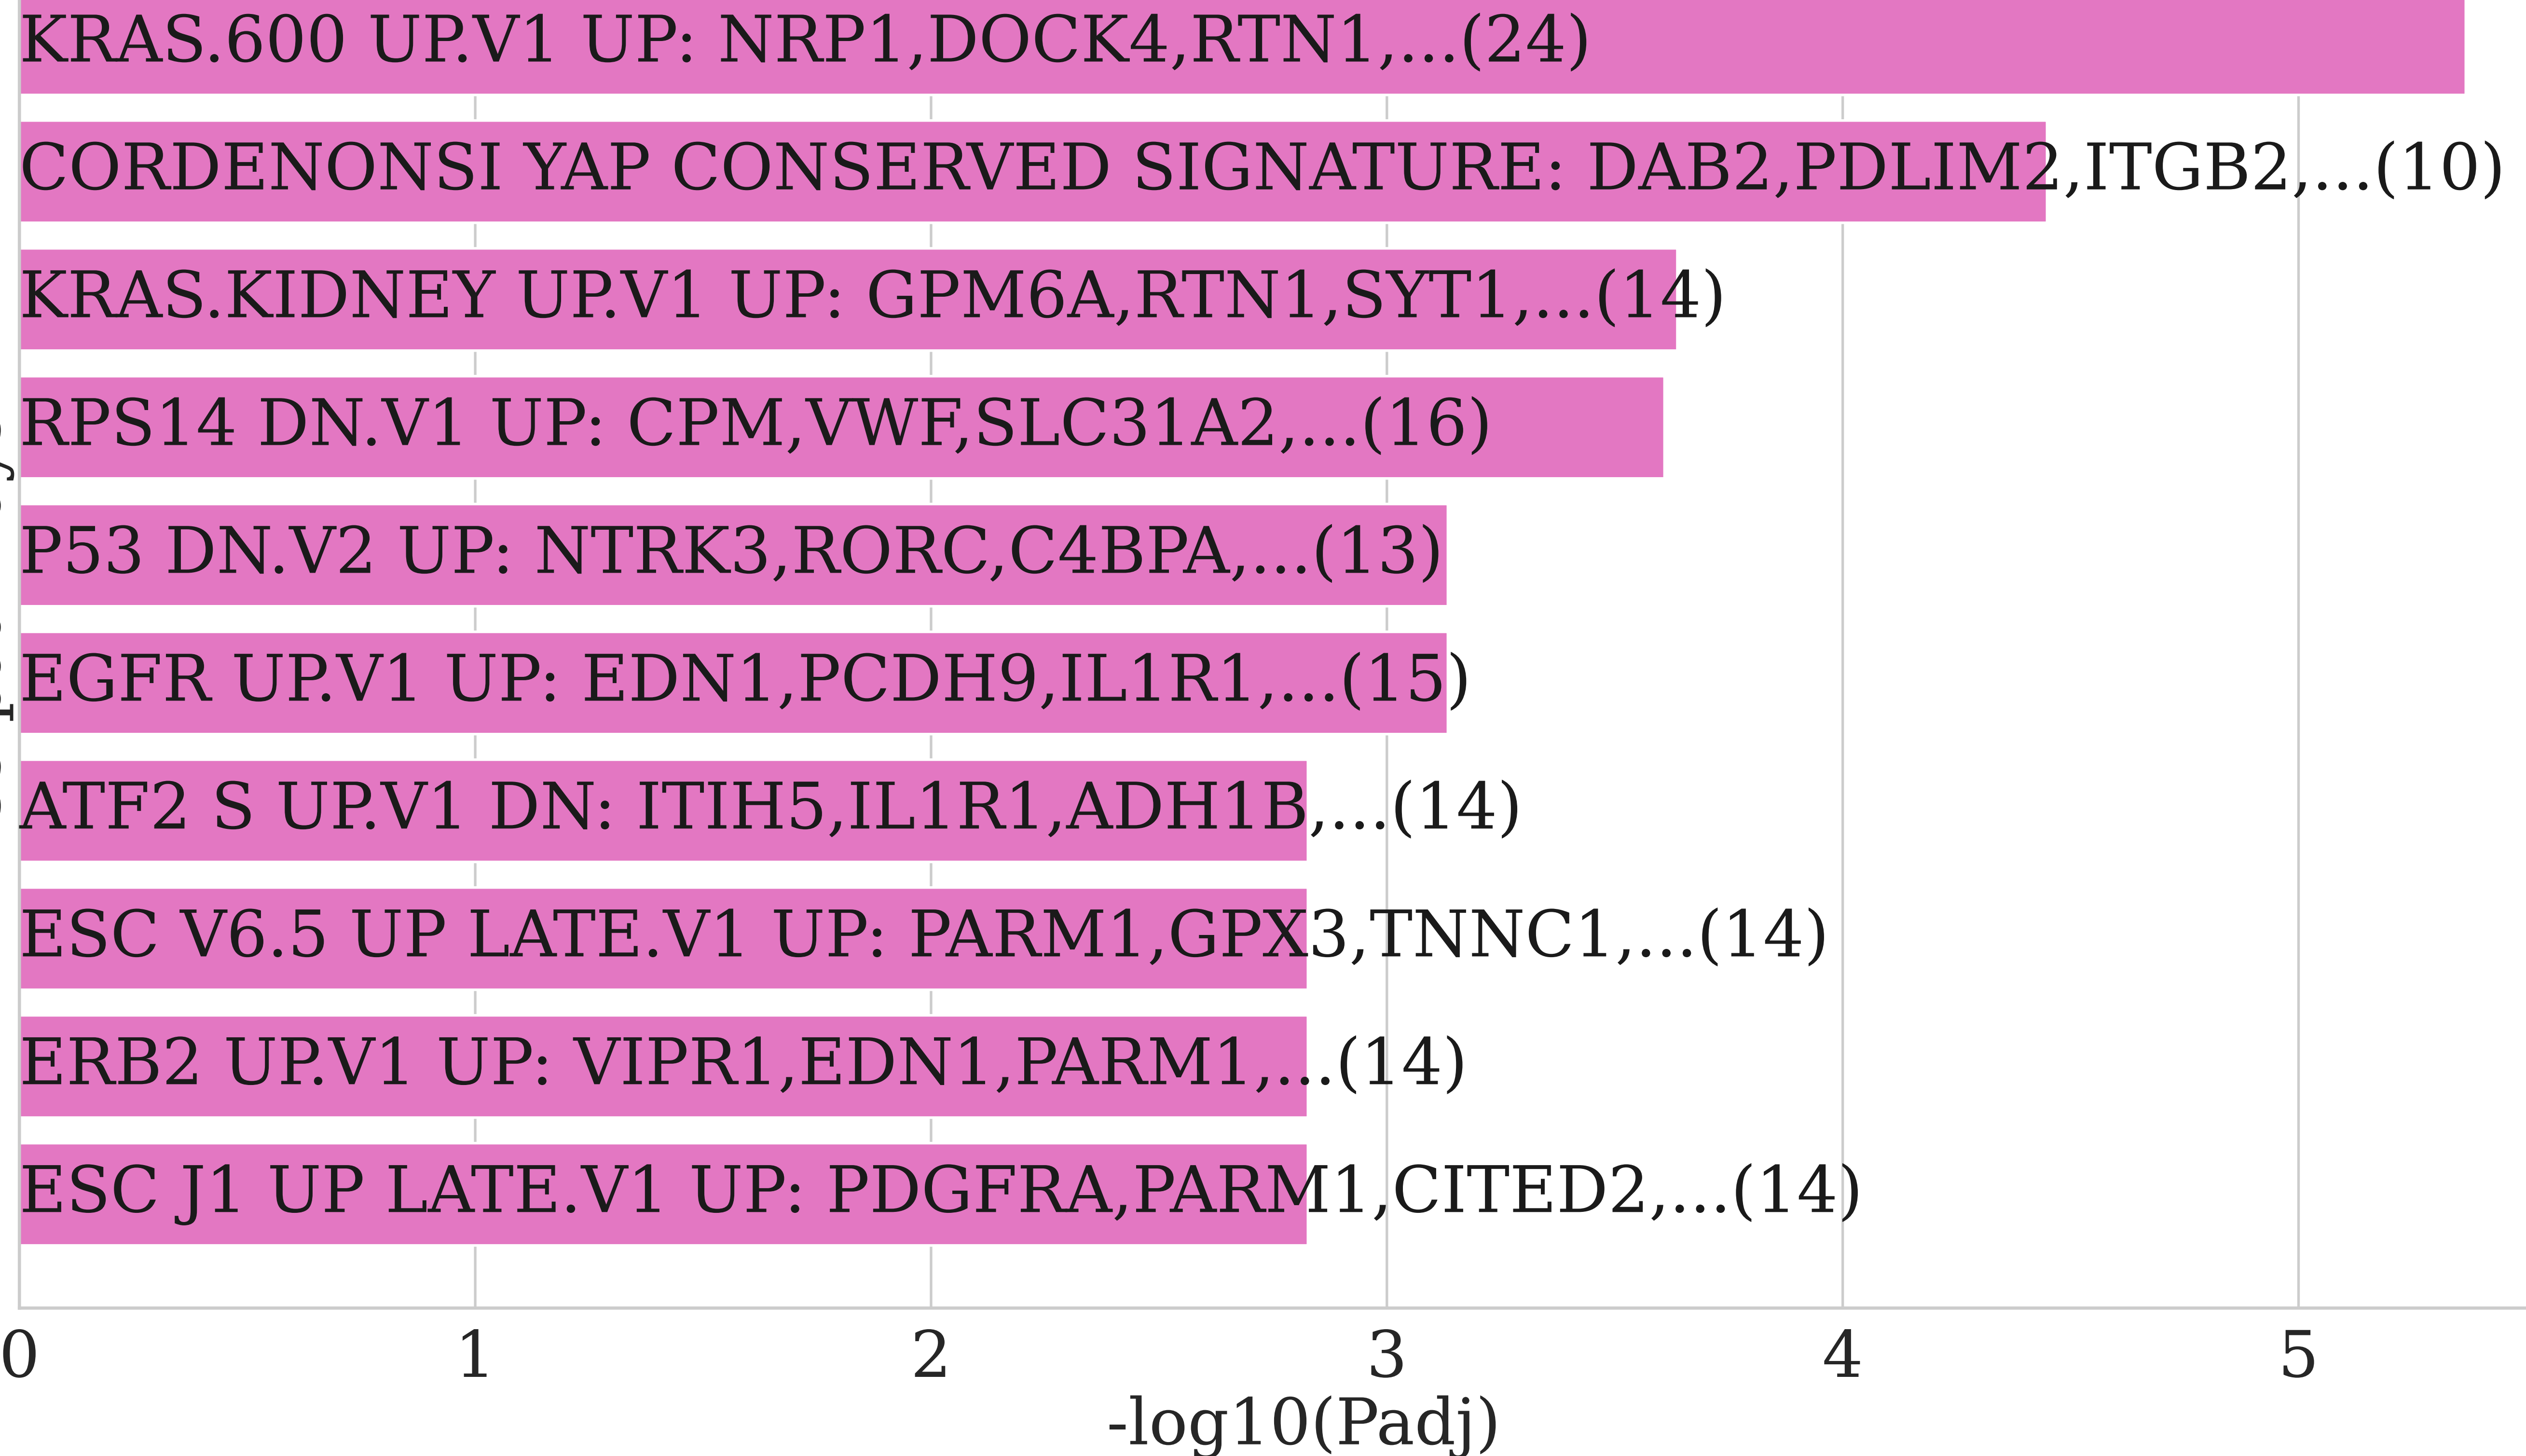 KRAS.600 UP.V1 UP: NRP1,DOCK4,RTN1,...(24)
CORDENONSI YAP CONSERVED SIGNATURE: DAB2,PDLIM2,ITGB2,...(10)
KRAS.KIDNEY UP.V1 UP: GPM6A,RTN1,SYT1,...(14)
RPS14 DN.V1 UP: CPM,VWF,SLC31A2,...(16)
P53 DN.V2 UP: NTRK3,RORC,C4BPA,...(13)
EGFR UP.V1 UP: EDN1,PCDH9,IL1R1,...(15)
ATF2 S UP.V1 DN: ITIH5,IL1R1,ADH1B,...(14)
ESC V6.5 UP LATE.V1 UP: PARM1,GPX3,TNNC1,...(14)
ERB2 UP.V1 UP: VIPR1,EDN1,PARM1,...(14)
ESC J1 UP LATE.V1 UP: PDGFRA,PARM1,CITED2,...(14)
0 1 2 3 4 5
-log10(Padj)